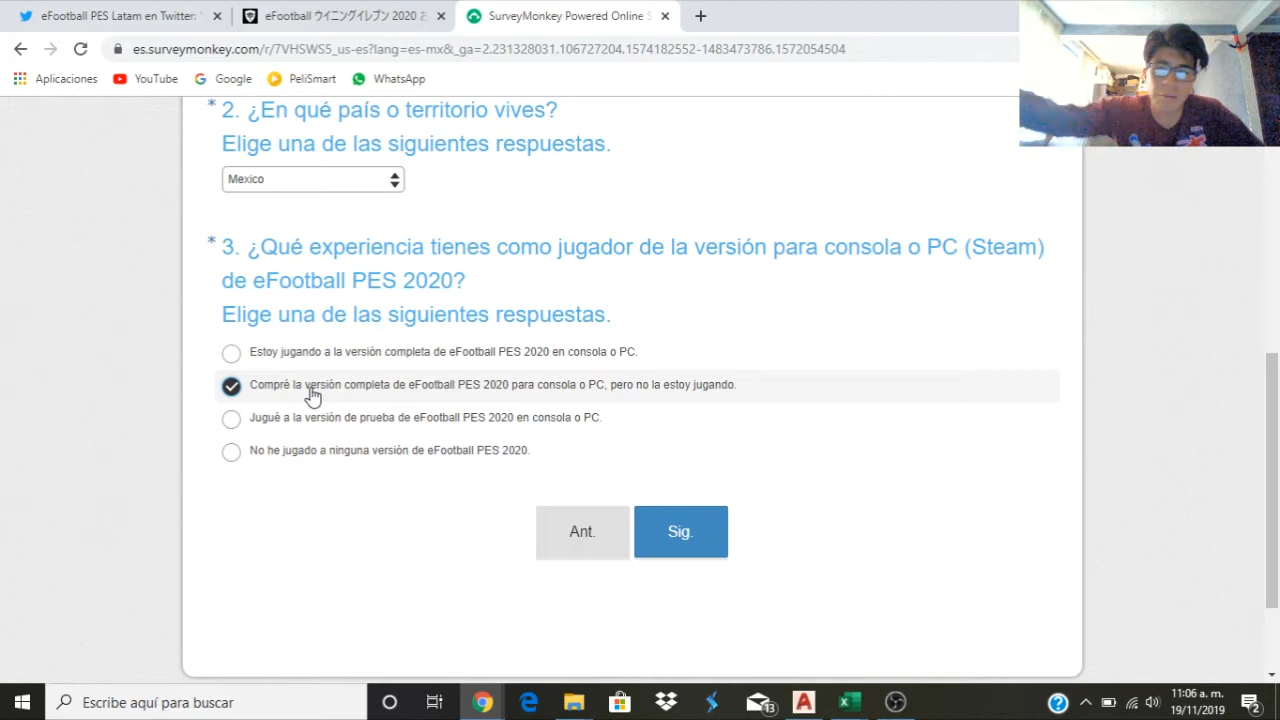 eFootball PES Latam en Twitter: "
eFootball ウイニングイレブン 2020 お
SurveyMonkey Powered Online S
es.surveymonkey.com/r/7VHSWS5_us-es?lang=es-mx&_ga=2.231328031.106727204.1574182552-1483473786.1572054504
Aplicaciones YouTube Google PeliSmart WhatsApp
* 2. ¿En qué país o territorio vives?
Elige una de las siguientes respuestas.
Mexico
* 3. ¿Qué experiencia tienes como jugador de la versión para consola o PC (Steam)
de eFootball PES 2020?
Elige una de las siguientes respuestas.
Estoy jugando a la versión completa de eFootball PES 2020 en consola o PC.
Compré la versión completa de eFootball PES 2020 para consola o PC, pero no la estoy jugando.
Jugué a la versión de prueba de eFootball PES 2020 en consola o PC.
No he jugado a ninguna versión de eFootball PES 2020.
Ant. Sig.
Escribe aquí para buscar
13
11:06 a. m.
19/11/2019
2